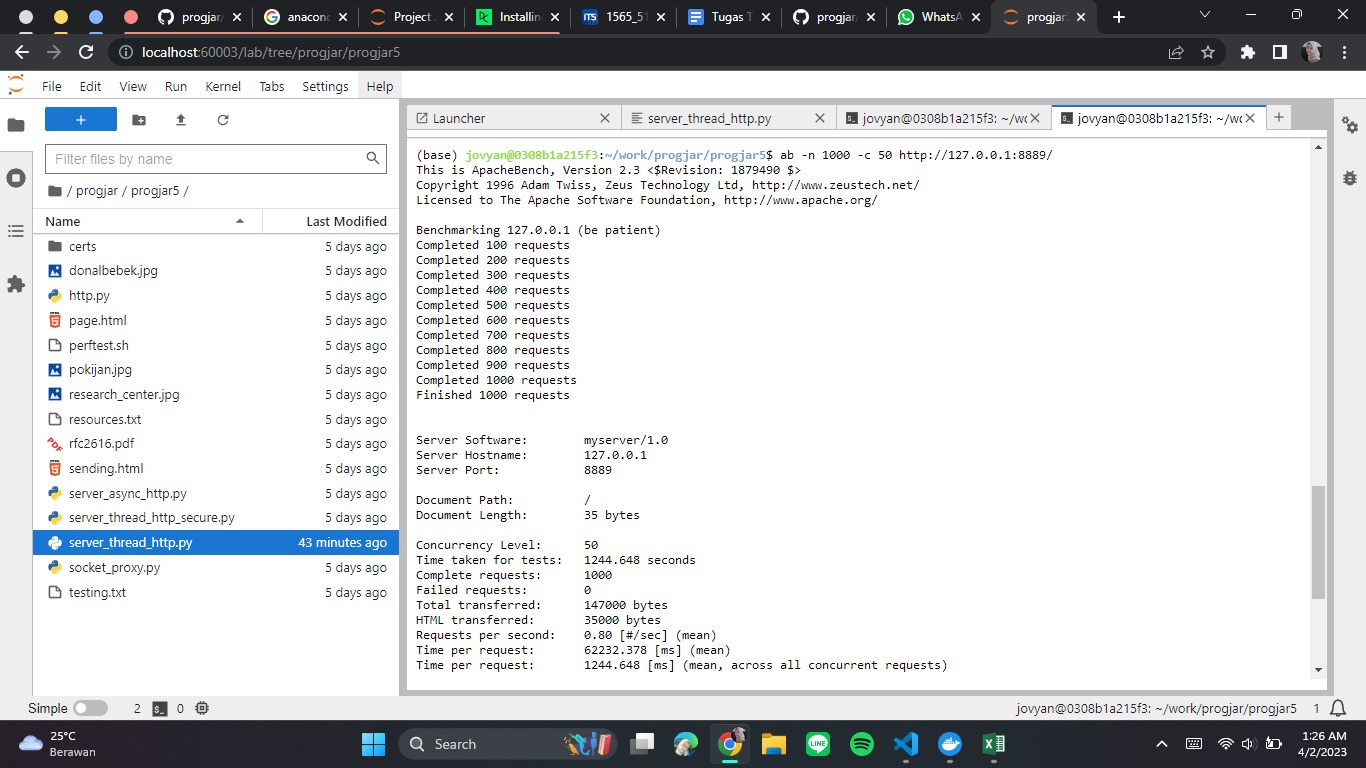 progjar/
anacon
Project
Installin
ITS
1565_51
Tugas T
progjar/
WhatsA
progjar
localhost:60003/lab/tree/progjar/progjar5
File Edit View Run Kernel Tabs Settings Help
Launcher
server_thread_http.py
jovyan@0308b1a215f3: ~/wo
jovyan@0308b1a215f3: ~/wo
Filter files by name
/ progjar / progjar5 /
Name Last Modified
certs 5 days ago
donalbebek.jpg 5 days ago
http.py 5 days ago
page.html 5 days ago
perftest.sh 5 days ago
pokijan.jpg 5 days ago
research_center.jpg 5 days ago
resources.txt 5 days ago
rfc2616.pdf 5 days ago
sending.html 5 days ago
server_async_http.py 5 days ago
server_thread_http_secure.py 5 days ago
server_thread_http.py 43 minutes ago
socket_proxy.py 5 days ago
testing.txt 5 days ago
(base) jovyan@0308b1a215f3:~/work/progjar/progjar5$ ab -n 1000 -c 50 http://127.0.0.1:8889/
This is ApacheBench, Version 2.3 <$Revision: 1879490 $>
Copyright 1996 Adam Twiss, Zeus Technology Ltd, http://www.zeustech.net/
Licensed to The Apache Software Foundation, http://www.apache.org/
Benchmarking 127.0.0.1 (be patient)
Completed 100 requests
Completed 200 requests
Completed 300 requests
Completed 400 requests
Completed 500 requests
Completed 600 requests
Completed 700 requests
Completed 800 requests
Completed 900 requests
Completed 1000 requests
Finished 1000 requests
Server Software: myserver/1.0
Server Hostname: 127.0.0.1
Server Port: 8889
Document Path: /
Document Length: 35 bytes
Concurrency Level: 50
Time taken for tests: 1244.648 seconds
Complete requests: 1000
Failed requests: 0
Total transferred: 147000 bytes
HTML transferred: 35000 bytes
Requests per second: 0.80 [#/sec] (mean)
Time per request: 62232.378 [ms] (mean)
Time per request: 1244.648 [ms] (mean, across all concurrent requests)
Simple 2 0
jovyan@0308b1a215f3: ~/work/progjar/progjar5 1
25°C
Berawan
Search
LINE
1:26 AM
4/2/2023